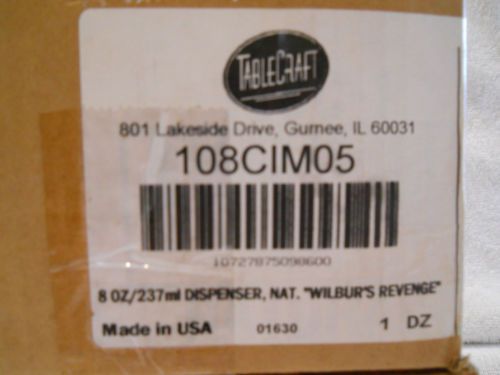 TABLECRAFT
801 Lakeside Drive, Gurnee, IL 60031
108CIM05
10727875098600
8 OZ/237ml DISPENSER, NAT. "WILBUR'S REVENGE"
Made in USA 01630 1 DZ